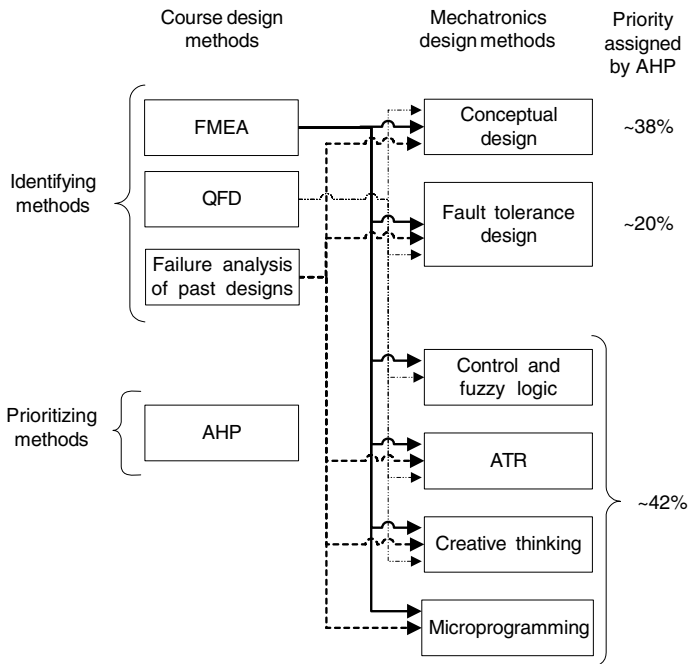 Course design
methods
Mechatronics
design methods
Priority
assigned
by AHP
Identifying
methods
FMEA
QFD
Failure analysis
of past designs
Prioritizing
methods
AHP
Conceptual
design
~38%
Fault tolerance
design
~20%
Control and
fuzzy logic
ATR
Creative thinking
Microprogramming
~42%